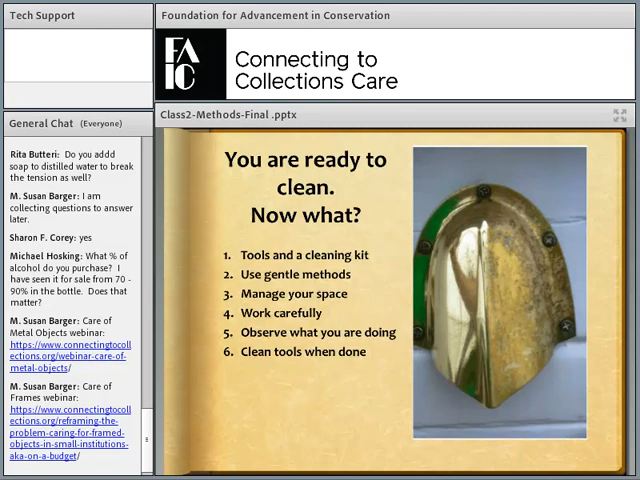 Tech Support
Foundation for Advancement in Conservation
FA
IC
Connecting to
Collections Care
General Chat (Everyone)
Rita Butteri: Do you addd
soap to distilled water to break
the tension as well?
M. Susan Barger: I am
collecting questions to answer
later.
Sharon F. Corey: yes
Michael Hosking: What % of
alcohol do you purchase? I
have seen it for sale from 70 -
90% in the bottle. Does that
matter?
M. Susan Barger: Care of
Metal Objects webinar:
https://www.connectingtocoll
ections.org/webinar-care-of-
metal-objects/
M. Susan Barger: Care of
Frames webinar:
https://www.connectingtocoll
ections.org/reframing-the-
problem-caring-for-framed-
objects-in-small-institutions-
aka-on-a-budget/
Class2-Methods-Final .pptx
You are ready to
clean.
Now what?
1. Tools and a cleaning kit
2. Use gentle methods
3. Manage your space
4. Work carefully
5. Observe what you are doing
6. Clean tools when done